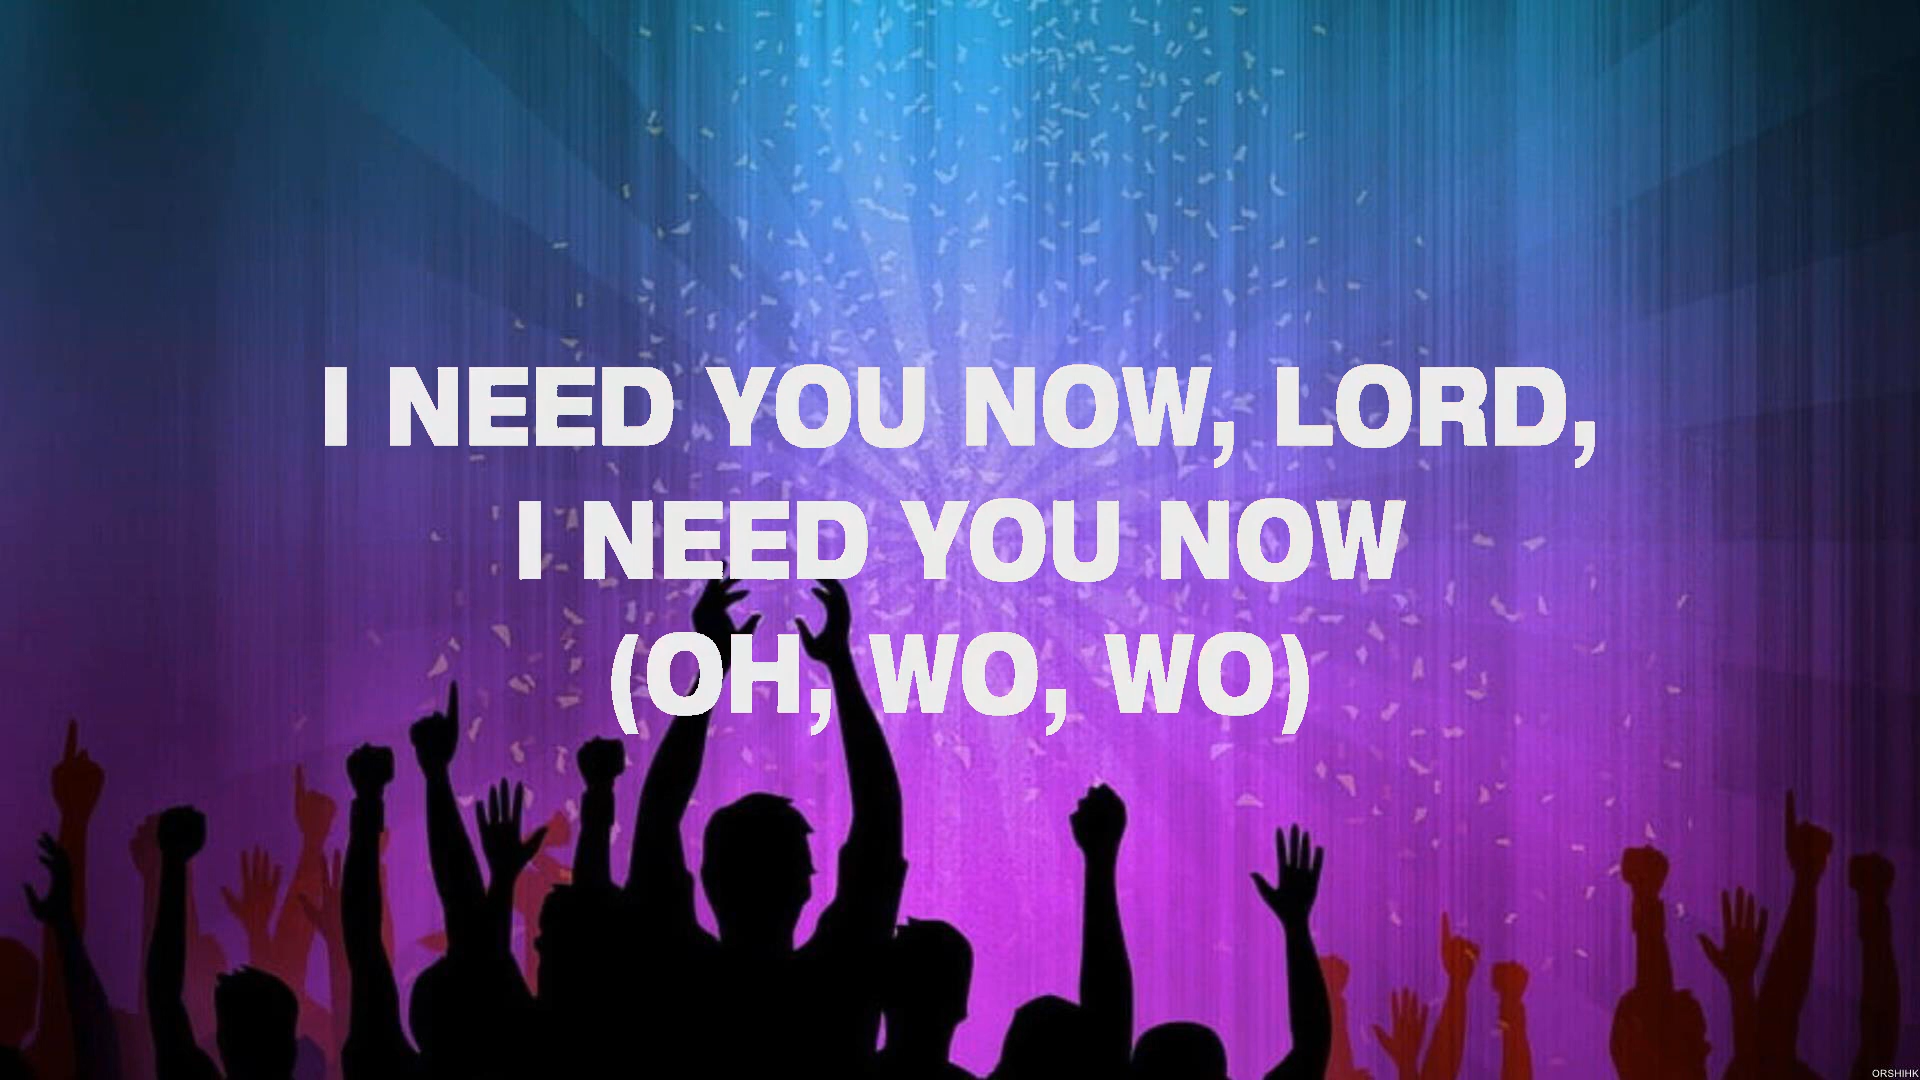 I NEED YOU NOW, LORD,
I NEED YOU NOW
(OH, WO, WO)
ORSHIHK